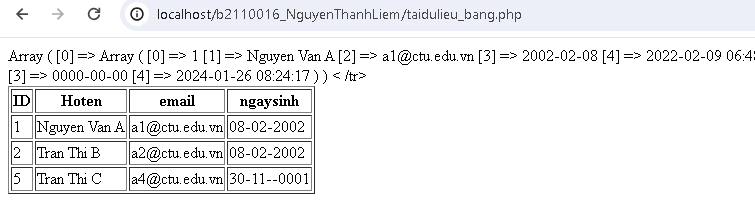 localhost/b2110016_NguyenThanhLiem/taidulieu_bang.php
Array ( [0] => Array ( [0] => 1 [1] => Nguyen Van A [2] => a1@ctu.edu.vn [3] => 2002-02-08 [4] => 2022-02-09 06:48
[3] => 0000-00-00 [4] => 2024-01-26 08:24:17 ) ) < /tr>
ID Hoten email ngaysinh
1 Nguyen Van A a1@ctu.edu.vn 08-02-2002
2 Tran Thi B a2@ctu.edu.vn 08-02-2002
5 Tran Thi C a4@ctu.edu.vn 30-11--0001